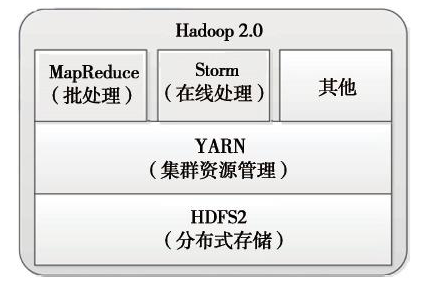 Hadoop 2.0
MapReduce
（批处理）
Storm
（在线处理）
其他
YARN
（集群资源管理）
HDFS2
（分布式存储）